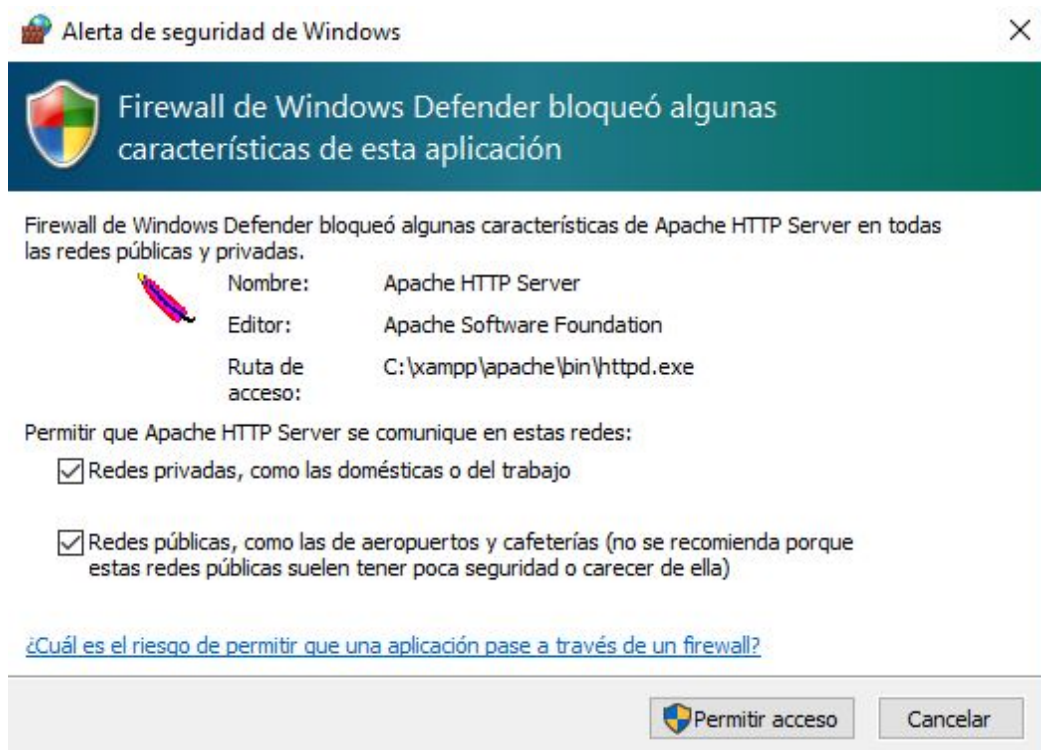 Alerta de seguridad de Windows
Firewall de Windows Defender bloqueó algunas
características de esta aplicación
Firewall de Windows Defender bloqueó algunas características de Apache HTTP Server en todas
las redes públicas y privadas.
Nombre: Apache HTTP Server
Editor: Apache Software Foundation
Ruta de C:\xampp\apache\bin\httpd.exe
acceso:
Permitir que Apache HTTP Server se comunique en estas redes:
Redes privadas, como las domésticas o del trabajo
Redes públicas, como las de aeropuertos y cafeterías (no se recomienda porque
estas redes públicas suelen tener poca seguridad o carecer de ella)
¿Cuál es el riesgo de permitir que una aplicación pase a través de un firewall?
Permitir acceso Cancelar